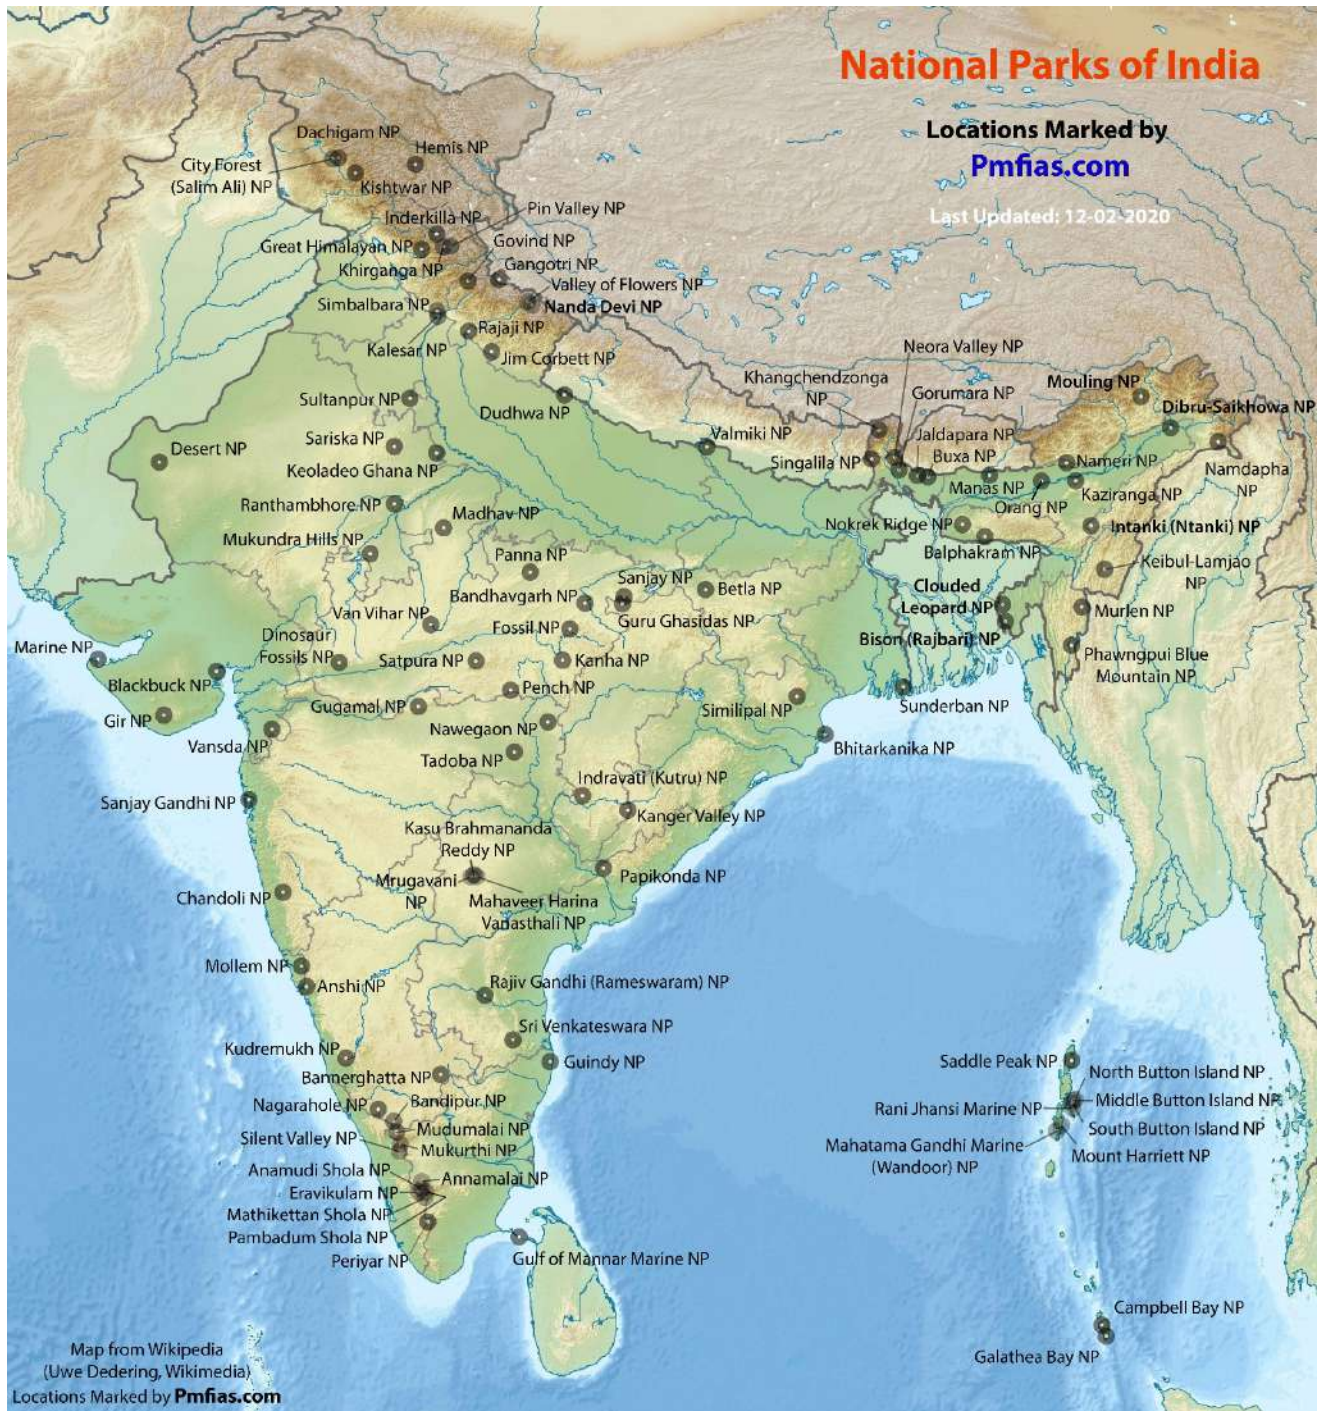 National Parks of India
Locations Marked by
Pmfias.com
Last Updated: 12-02-2020
Dachigam NP
Hemis NP
City Forest
(Salim Ali) NP
Kishtwar NP
Inderkilla NP
Pin Valley NP
Great Himalayan NP
Govind NP
Khirganga NP
Gangotri NP
Valley of Flowers NP
Simbalbara NP
Nanda Devi NP
Rajaji NP
Kalesar NP
Jim Corbett NP
Neora Valley NP
Khangchendzonga
NP
Gorumara NP
Mouling NP
Sultanpur NP
Dudhwa NP
Dibru-Saikhowa NP
Sariska NP
Valmiki NP
Jaldapara NP
Desert NP
Buxa NP
Singalila NP
Nameri NP
Keoladeo Ghana NP
Namdapha
NP
Manas NP
Kaziranga NP
Ranthambhore NP
Orang NP
Madhav NP
Nokrek Ridge NP
Intanki (Ntanki) NP
Mukundra Hills NP
Panna NP
Balphakram NP
Keibul-Lamjao
NP
Sanjay NP
Betla NP
Clouded
Leopard NP
Bandhavgarh NP
Van Vihar NP
Guru Ghasidas NP
Murlen NP
Fossil NP
Dinosaur
Fossils NP
Bison (Rajbari) NP
Marine NP
Satpura NP
Kanha NP
Phawngpui Blue
Mountain NP
Blackbuck NP
Pench NP
Gugamal NP
Similipal NP
Sunderban NP
Gir NP
Nawegaon NP
Vansda NP
Bhitarkanika NP
Tadoba NP
Indravati (Kutru) NP
Sanjay Gandhi NP
Kanger Valley NP
Kasu Brahmananda
Reddy NP
Mrugavani
NP
Papikonda NP
Chandoli NP
Mahaveer Harina
Vanasthali NP
Mollem NP
Anshi NP
Rajiv Gandhi (Rameswaram) NP
Sri Venkateswara NP
Kudremukh NP
Guindy NP
Saddle Peak NP
Bannerghatta NP
North Button Island NP
Bandipur NP
Middle Button Island NP
Nagarahole NP
Rani Jhansi Marine NP
Mudumalai NP
South Button Island NP
Silent Valley NP
Mukurthi NP
Mahatama Gandhi Marine
(Wandoor) NP
Mount Harriett NP
Anamudi Shola NP
Annamalai NP
Eravikulam NP
Mathikettan Shola NP
Pambadum Shola NP
Periyar NP
Gulf of Mannar Marine NP
Campbell Bay NP
Galathea Bay NP
Map from Wikipedia
(Uwe Dedering, Wikimedia)
Locations Marked by Pmfias.com